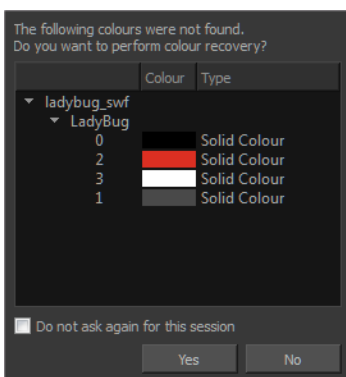 The following colours were not found.
Do you want to perform colour recovery?
Colour Type
ladybug_swf
LadyBug
0 Solid Colour
2 Solid Colour
3 Solid Colour
1 Solid Colour
Do not ask again for this session
Yes No